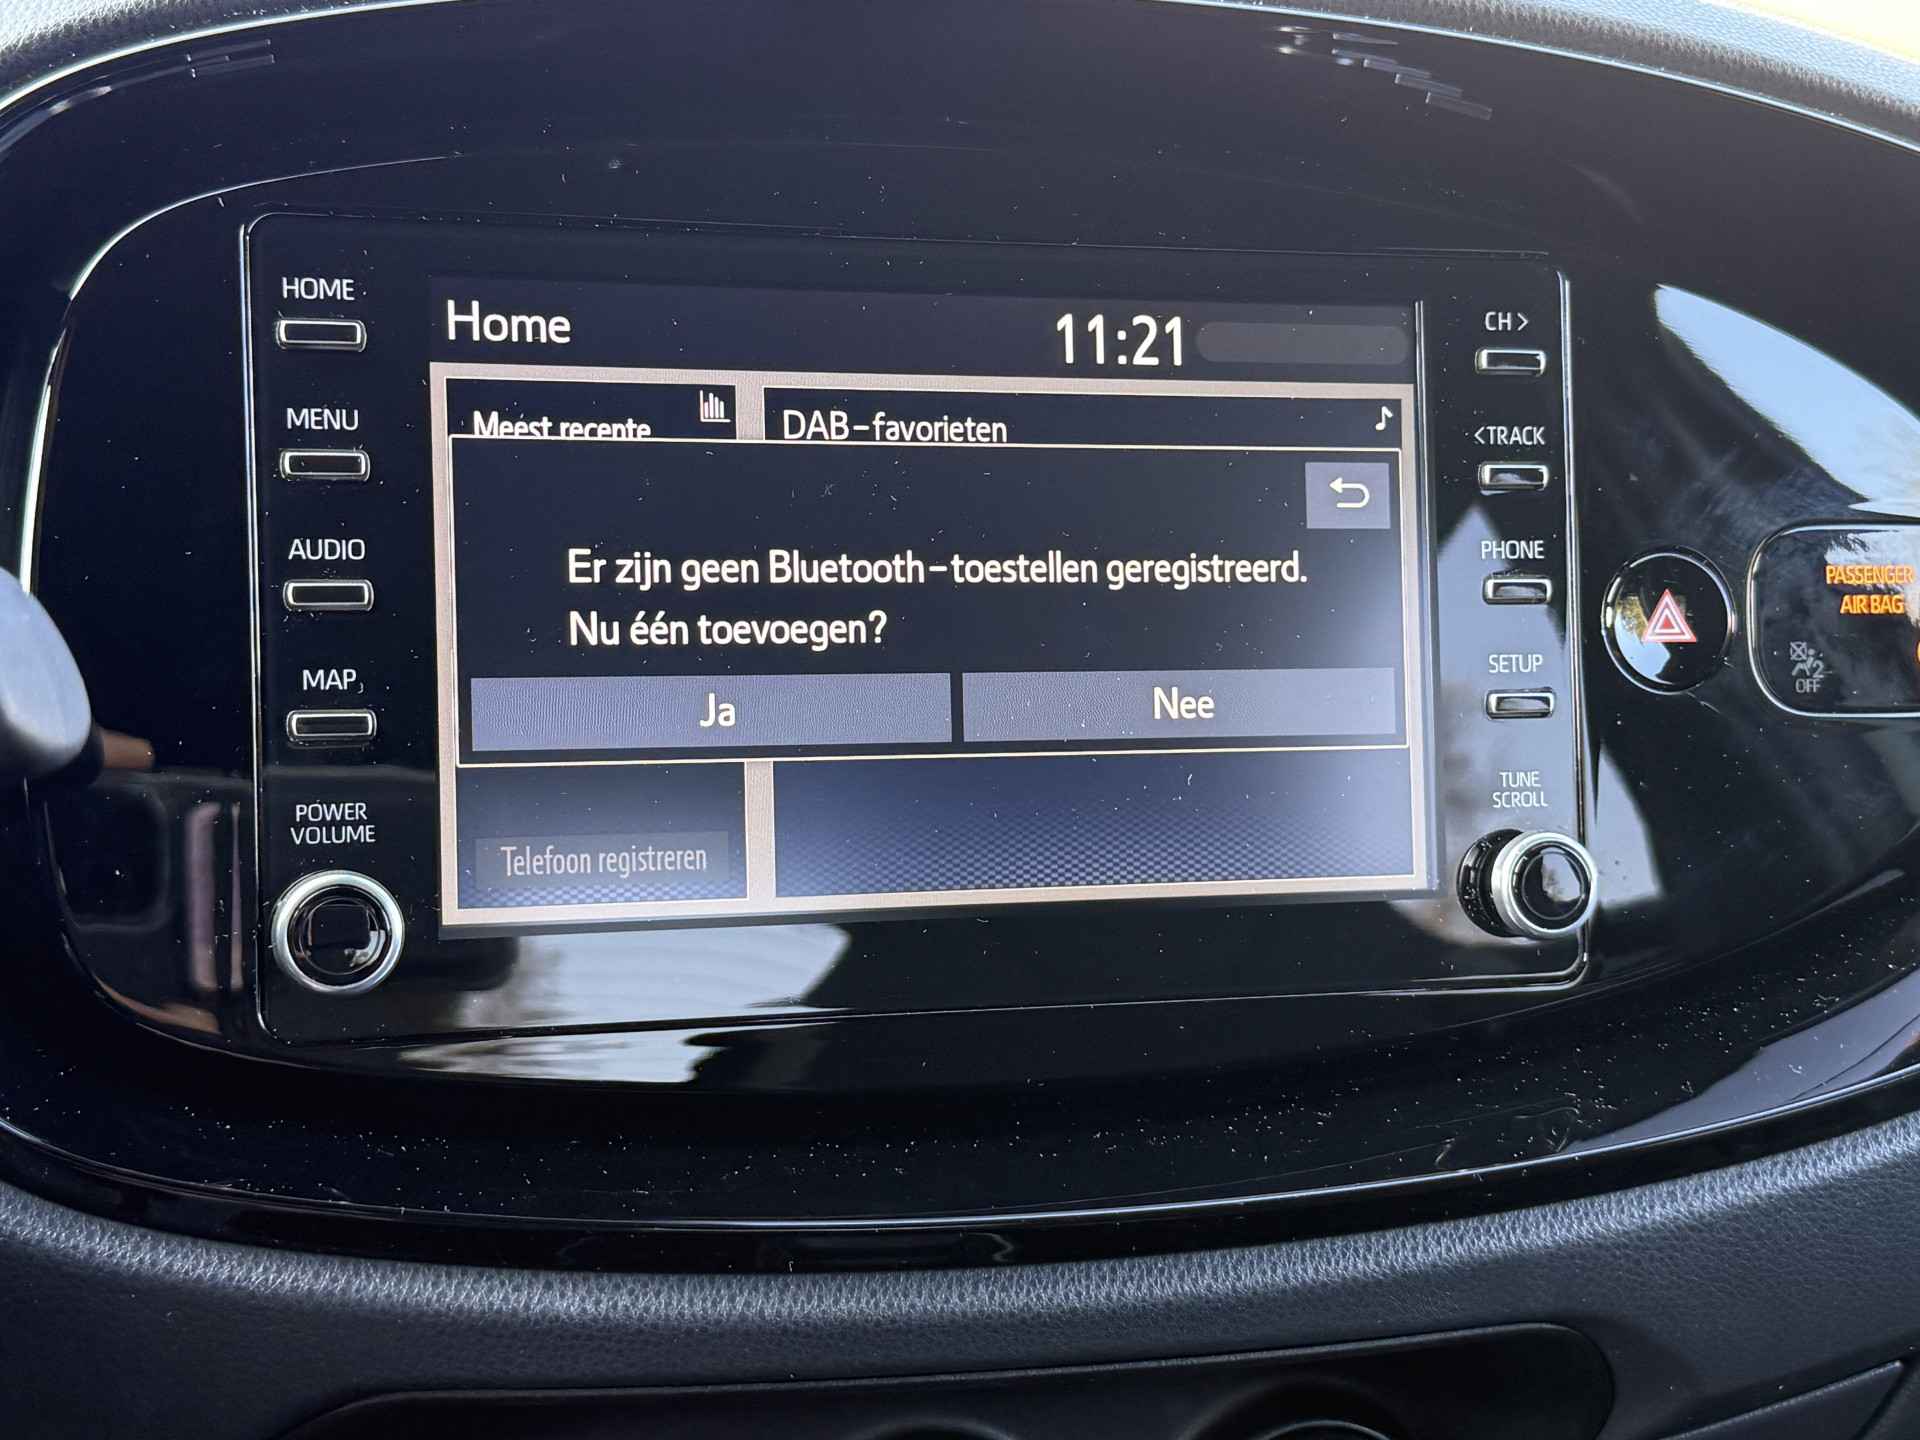 HOME
MENU
AUDIO
MAP
POWER
VOLUME
Home
11:21
Meest recente
DAB-favorieten
Er zijn geen Bluetooth-toestellen geregistreerd.
Nu één toevoegen?
Ja
Nee
Telefoon registreren
CH >
<TRACK
PHONE
SETUP
TUNE
SCROLL
PASSENGER
AIR BAG
2
OFF